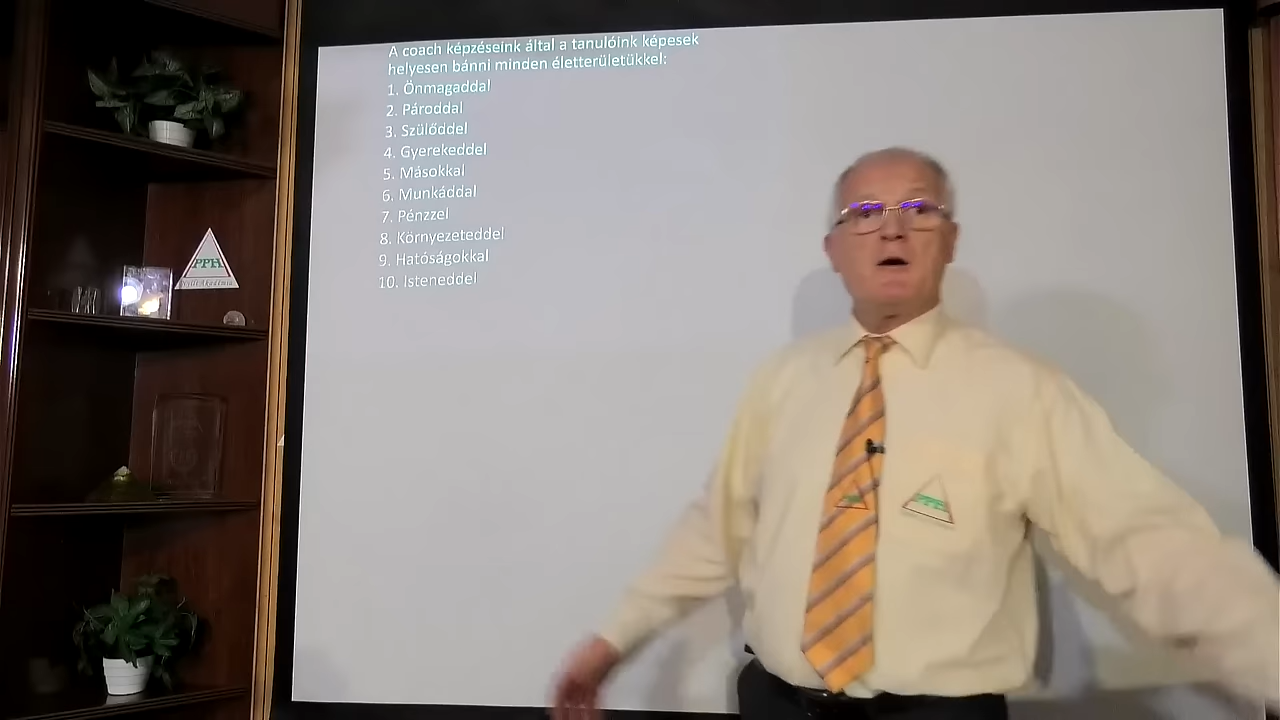 A coach képzéseink által a tanulóink képesek
helyesen bánni minden életterületükkel:
1. Önmagaddal
2. Pároddal
3. Szülőddel
4. Gyerekeddel
5. Másokkal
6. Munkáddal
7. Pénzzel
8. Környezeteddel
9. Hatóságokkal
10. Isteneddel
PPH